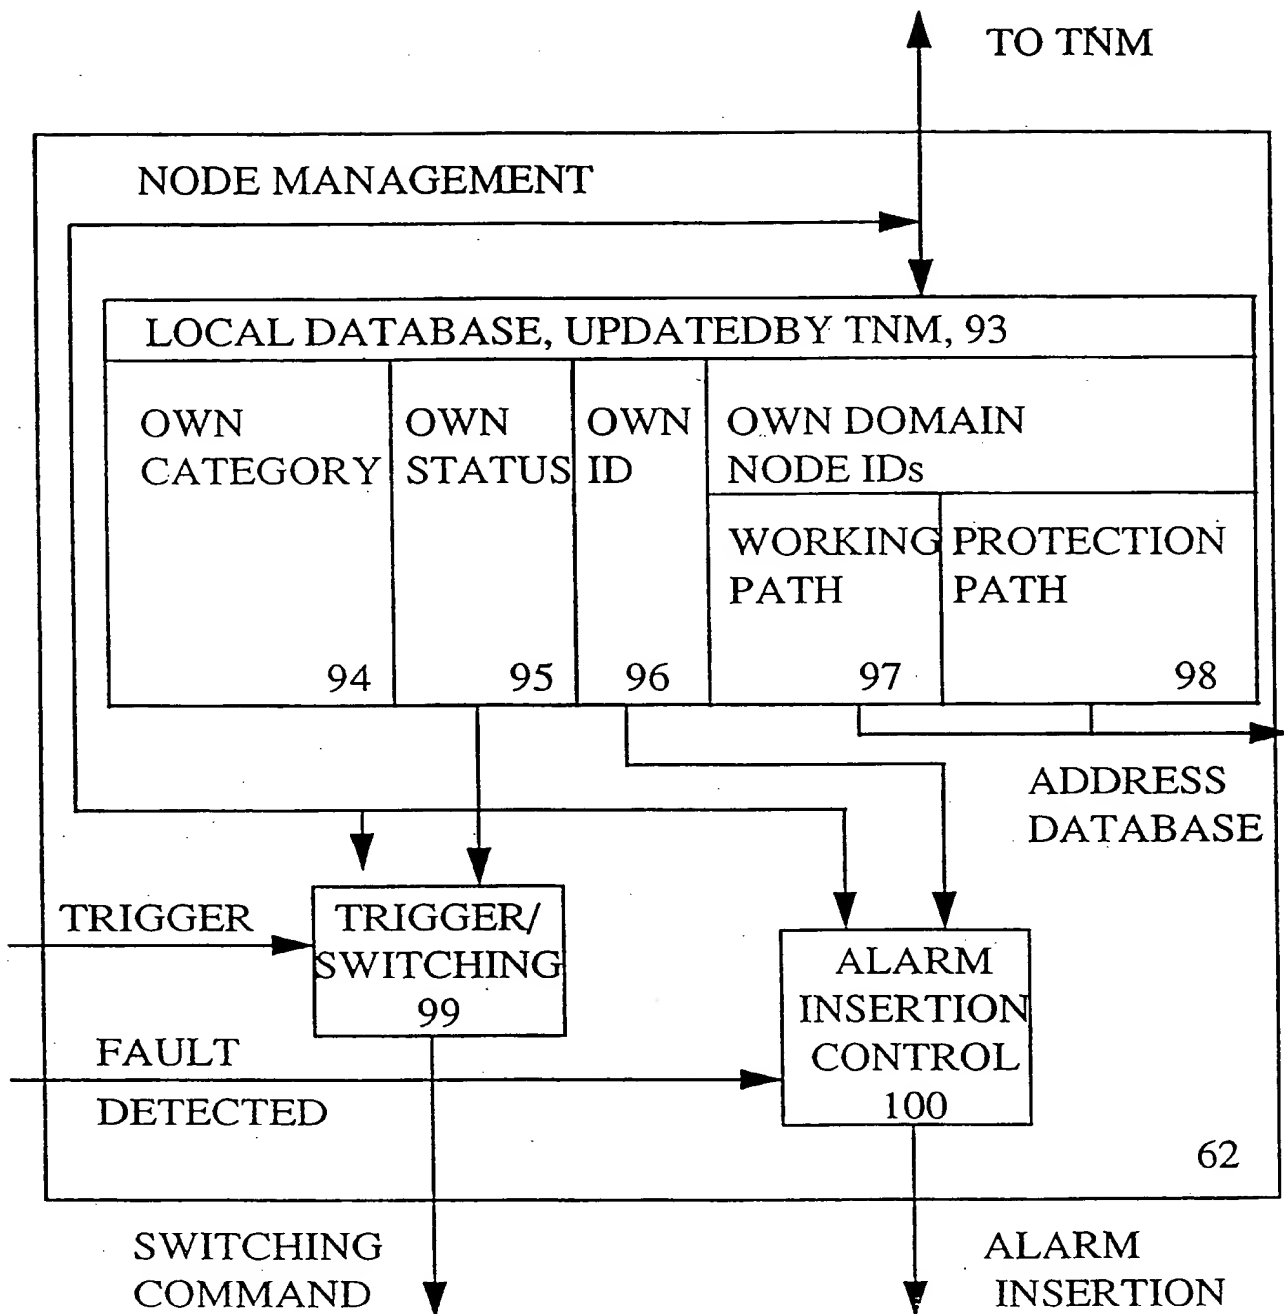 TO TNM
NODE MANAGEMENT
LOCAL DATABASE, UPDATEDBY TNM, 93
OWN
CATEGORY
94
OWN
STATUS
95
OWN
ID
96
OWN DOMAIN
NODE IDs
WORKING
PATH
97
PROTECTION
PATH
98
ADDRESS
DATABASE
TRIGGER
TRIGGER/
SWITCHING
99
ALARM
INSERTION
CONTROL
100
FAULT
DETECTED
62
SWITCHING
COMMAND
ALARM
INSERTION